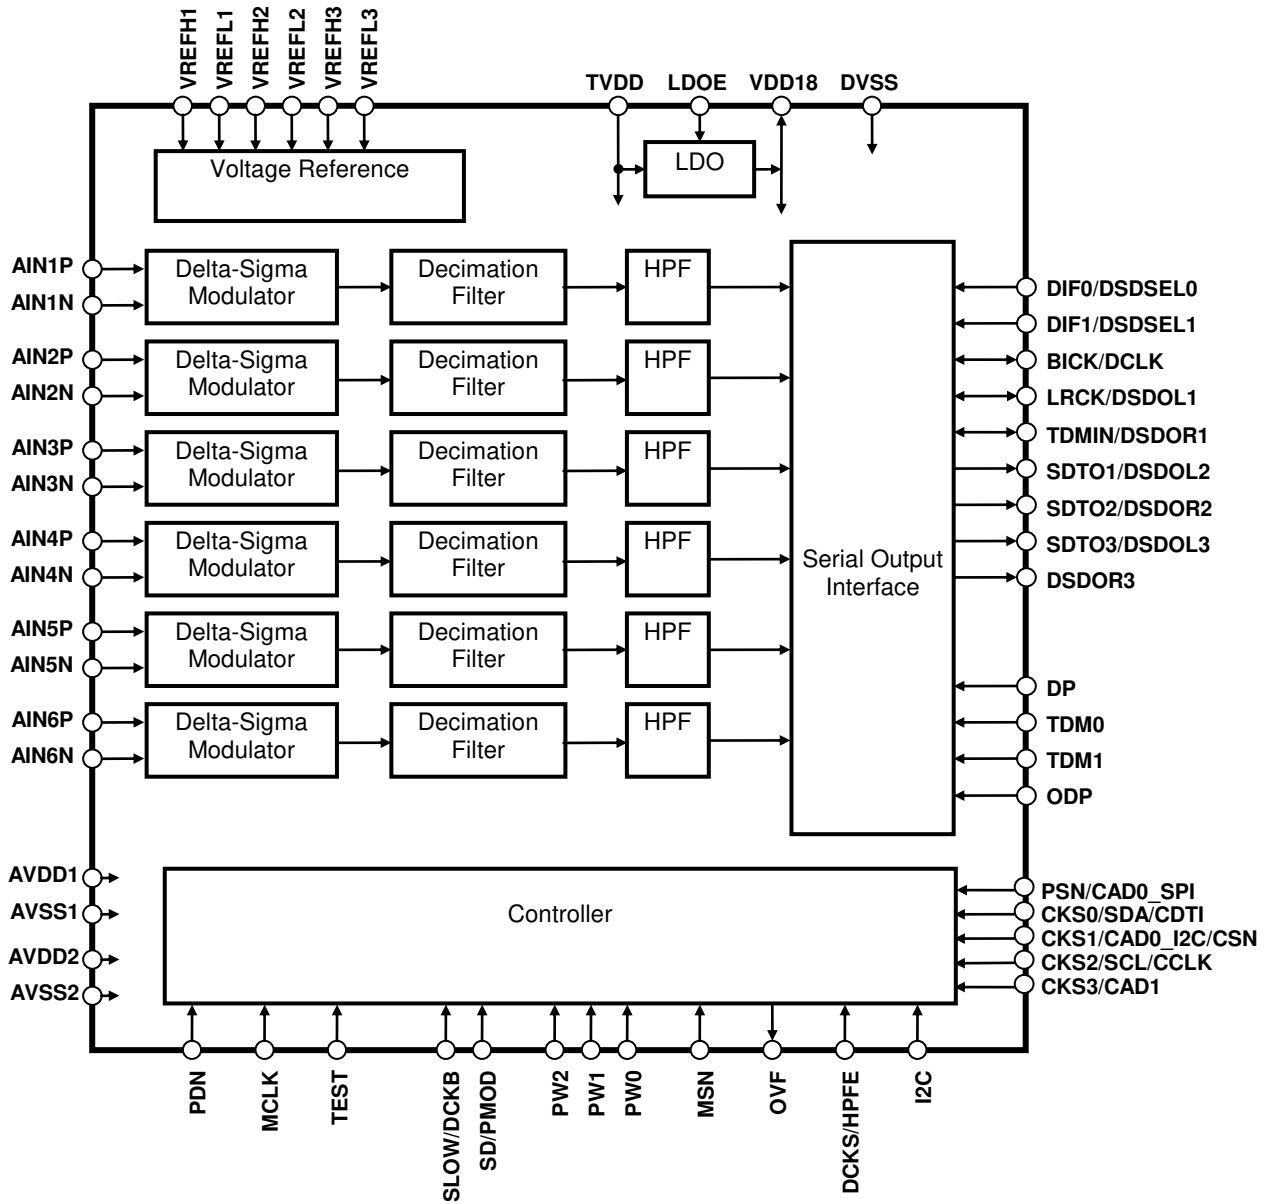 VREFH1
VREFL1
VREFH2
VREFL2
VREFH3
VREFL3
TVDD
LDOE
VDD18
DVSS
Voltage Reference
LDO
AIN1P
AIN1N
Delta-Sigma
Modulator
Decimation
Filter
HPF
AIN2P
AIN2N
Delta-Sigma
Modulator
Decimation
Filter
HPF
AIN3P
AIN3N
Delta-Sigma
Modulator
Decimation
Filter
HPF
AIN4P
AIN4N
Delta-Sigma
Modulator
Decimation
Filter
HPF
AIN5P
AIN5N
Delta-Sigma
Modulator
Decimation
Filter
HPF
AIN6P
AIN6N
Delta-Sigma
Modulator
Decimation
Filter
HPF
Serial Output
Interface
DIF0/DSDSEL0
DIF1/DSDSEL1
BICK/DCLK
LRCK/DSDOL1
TDMIN/DSDOR1
SDTO1/DSDOL2
SDTO2/DSDOR2
SDTO3/DSDOL3
DSDOR3
DP
TDM0
TDM1
ODP
AVDD1
AVSS1
AVDD2
AVSS2
Controller
PSN/CAD0_SPI
CKS0/SDA/CDTI
CKS1/CAD0_I2C/CSN
CKS2/SCL/CCLK
CKS3/CAD1
PDN
MCLK
TEST
SLOW/DCKB
SD/PMOD
PW2
PW1
PW0
MSN
OVF
DCKS/HPFE
I2C